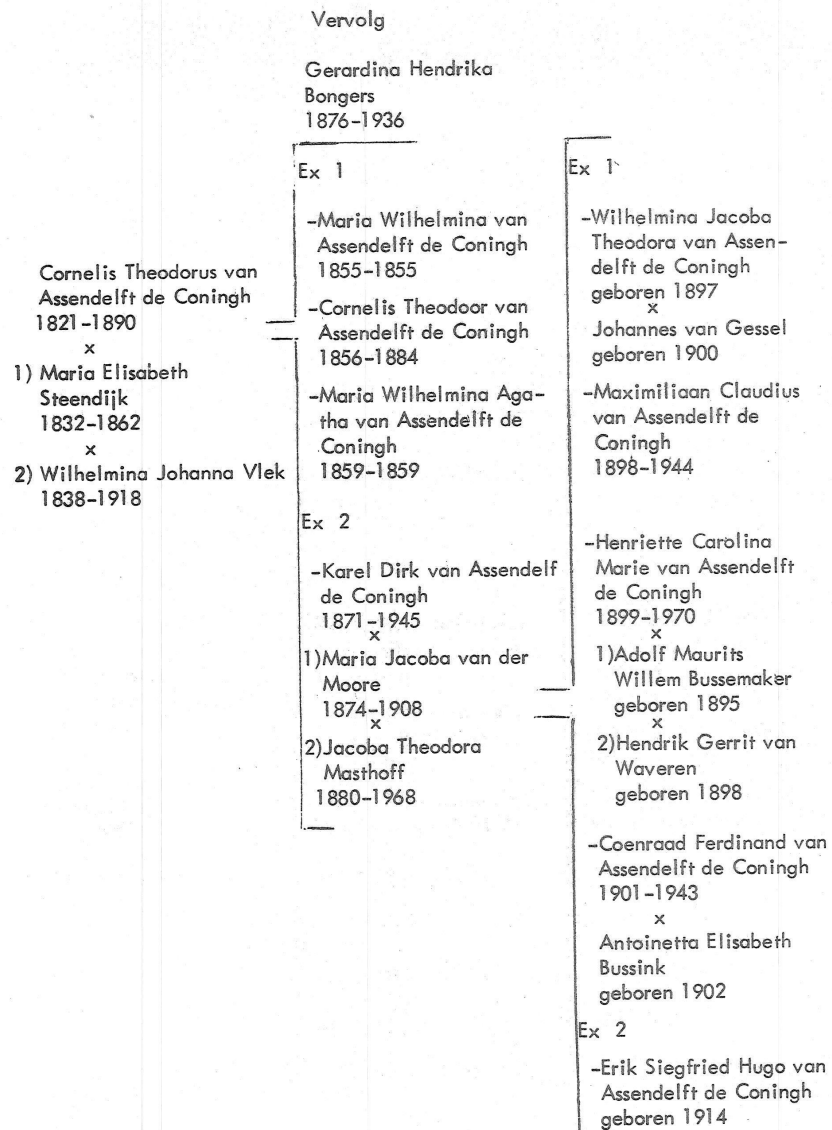 Vervolg
Gerardina Hendrika
Bongers
1876-1936
Cornelis Theodorus van
Assendelft de Coningh
1821-1890
x
1) Maria Elisabeth
Steendijk
1832-1862
x
2) Wilhelmina Johanna Vlek
1838-1918
Ex 1
-Maria Wilhelmina van
Assendelft de Coningh
1855-1855
-Cornelis Theodoor van
Assendelft de Coningh
1856-1884
-Maria Wilhelmina Aga-
tha van Assendelft de
Coningh
1859-1859
Ex 2
-Karel Dirk van Assendelf
de Coningh
1871-1945
x
1)Maria Jacoba van der
Moore
1874-1908
x
2)Jacoba Theodora
Masthoff
1880-1968
Ex 1
-Wilhelmina Jacoba
Theodora van Assen-
delft de Coningh
geboren 1897
x
Johannes van Gessel
geboren 1900
-Maximiliaan Claudius
van Assendelft de
Coningh
1898-1944
-Henriette Carolina
Marie van Assendelft
de Coningh
1899-1970
x
1)Adolf Maurits
Willem Bussemaker
geboren 1895
x
2)Hendrik Gerrit van
Waveren
geboren 1898
-Coenraad Ferdinand van
Assendelft de Coningh
1901-1943
x
Antoinetta Elisabeth
Bussink
geboren 1902
Ex 2
-Erik Siegfried Hugo van
Assendelft de Coningh
geboren 1914